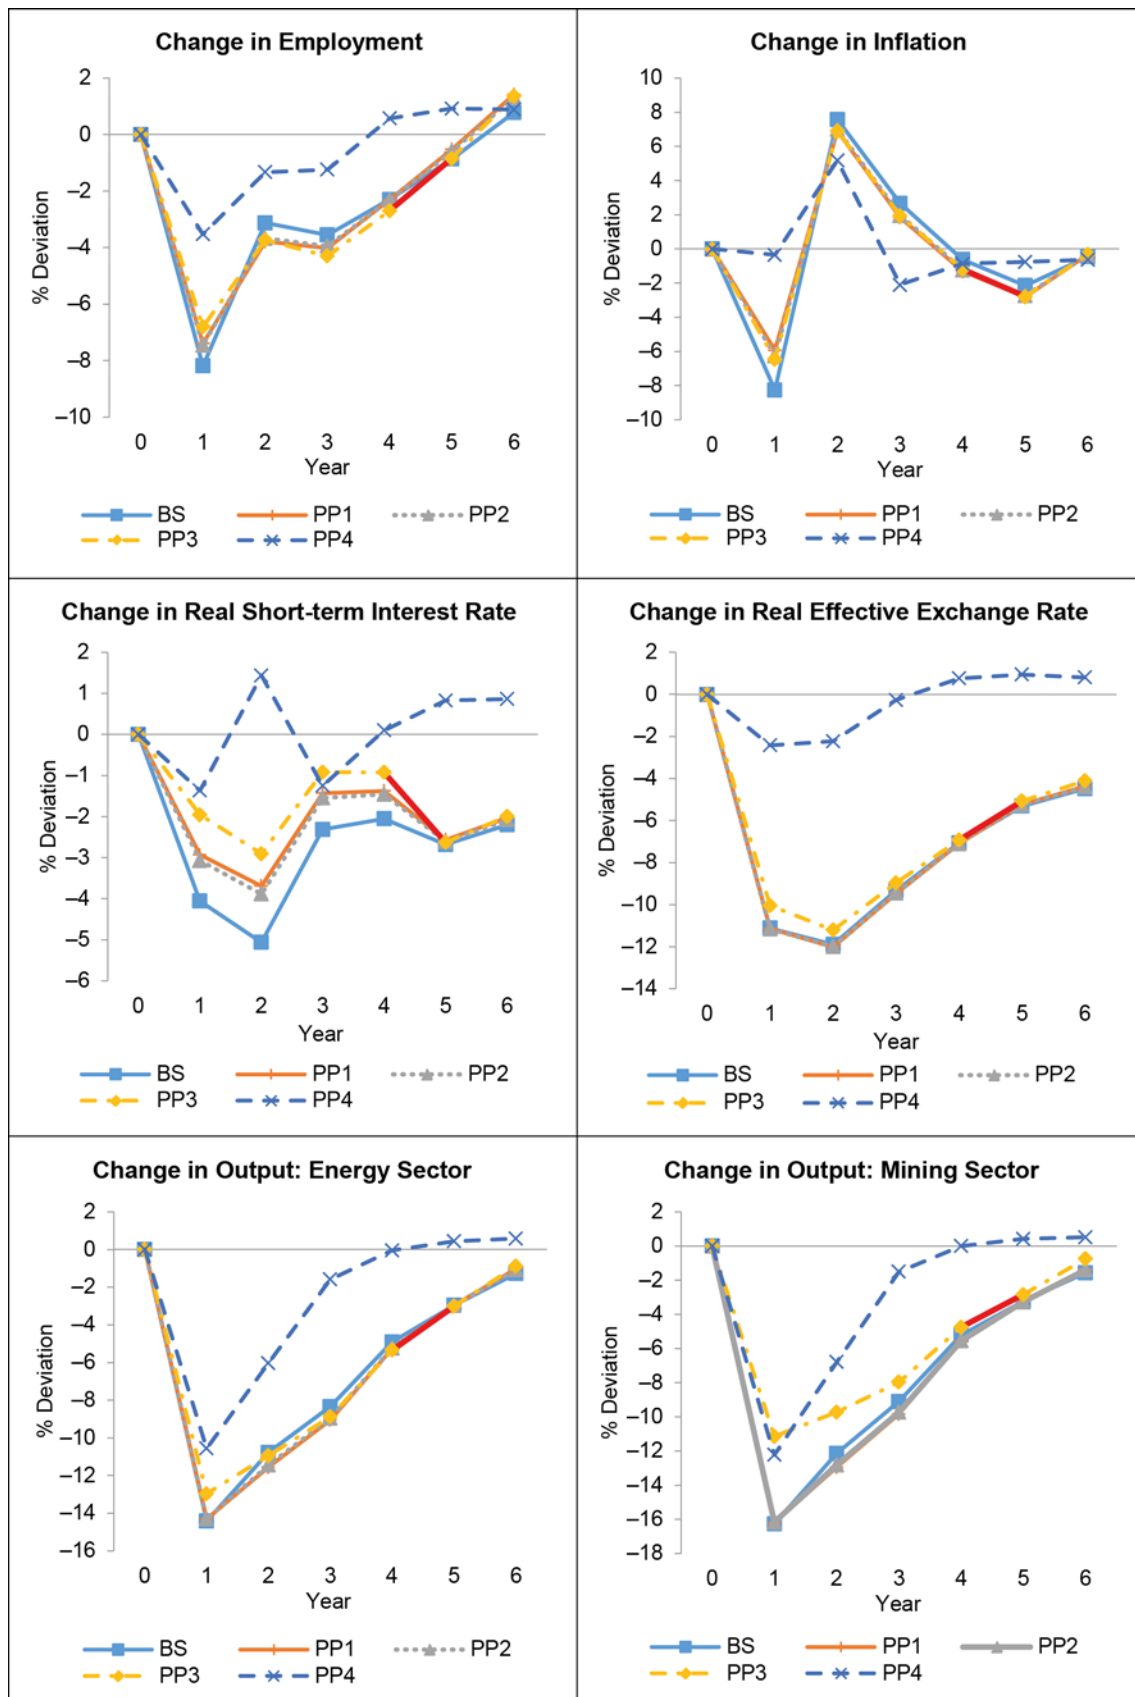 Change in Employment
2
0
–2
–4
–6
–8
–10
% Deviation
0 1 2 3 4 5 6
Year
BS PP1 PP2
PP3 PP4
Change in Inflation
10
8
6
4
2
0
–2
–4
–6
–8
–10
% Deviation
0 1 2 3 4 5 6
Year
BS PP1 PP2
PP3 PP4
Change in Real Short-term Interest Rate
2
1
0
–1
–2
–3
–4
–5
–6
% Deviation
0 1 2 3 4 5 6
Year
BS PP1 PP2
PP3 PP4
Change in Real Effective Exchange Rate
2
0
–2
–4
–6
–8
–10
–12
–14
% Deviation
0 1 2 3 4 5 6
Year
BS PP1 PP2
PP3 PP4
Change in Output: Energy Sector
2
0
–2
–4
–6
–8
–10
–12
–14
–16
% Deviation
0 1 2 3 4 5 6
Year
BS PP1 PP2
PP3 PP4
Change in Output: Mining Sector
2
0
–2
–4
–6
–8
–10
–12
–14
–16
–18
% Deviation
0 1 2 3 4 5 6
Year
BS PP1 PP2
PP3 PP4